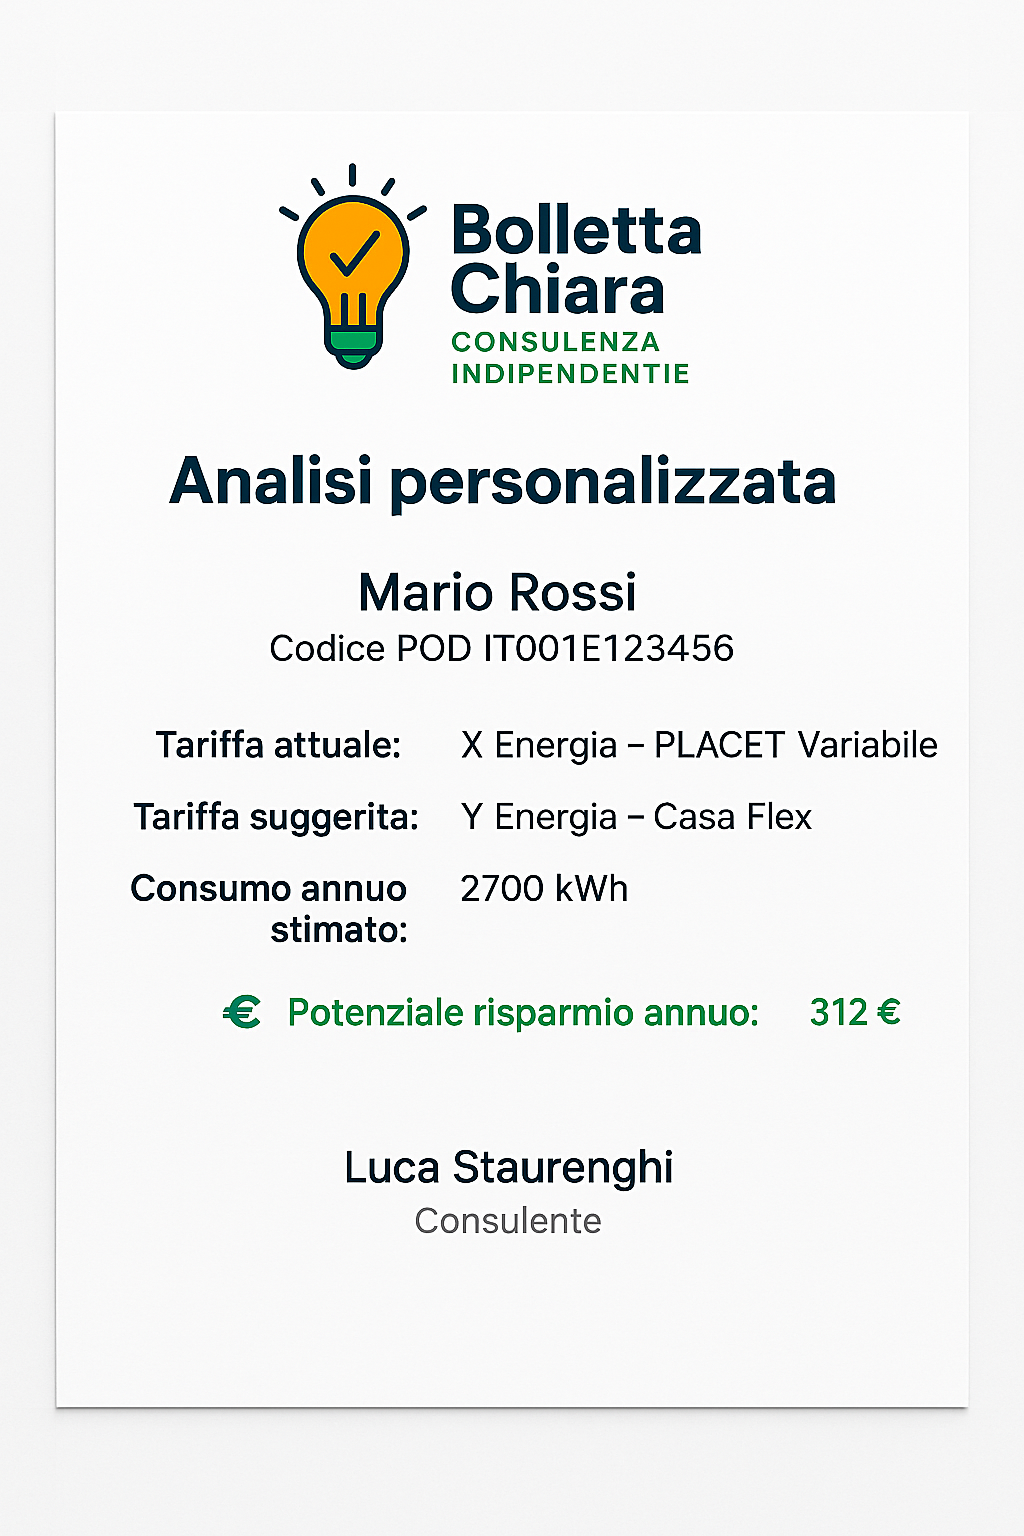 Bolletta
Chiara
CONSULENZA
INDIPENDENTIE
Analisi personalizzata
Mario Rossi
Codice POD IT001E123456
Tariffa attuale: X Energia – PLACET Variabile
Tariffa suggerita: Y Energia – Casa Flex
Consumo annuo 2700 kWh
stimato:
€ Potenziale risparmio annuo: 312 €
Luca Staurenghi
Consulente